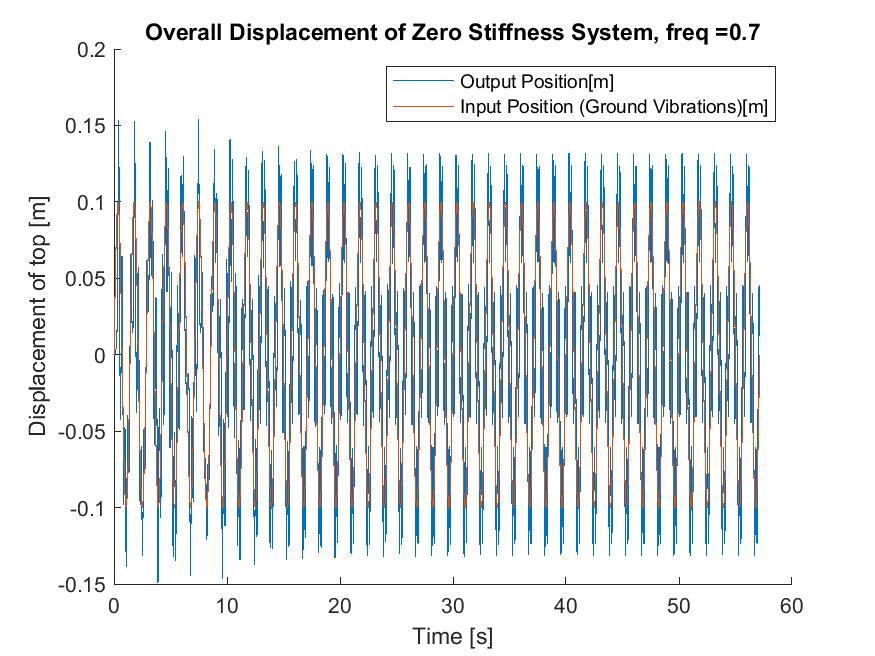 Overall Displacement of Zero Stiffness System, freq =0.7
0.2
Output Position[m]
Input Position (Ground Vibrations)[m]
0.15
0.1
0.05
0
-0.05
-0.1
-0.15
Displacement of top [m]
0 10 20 30 40 50 60
Time [s]